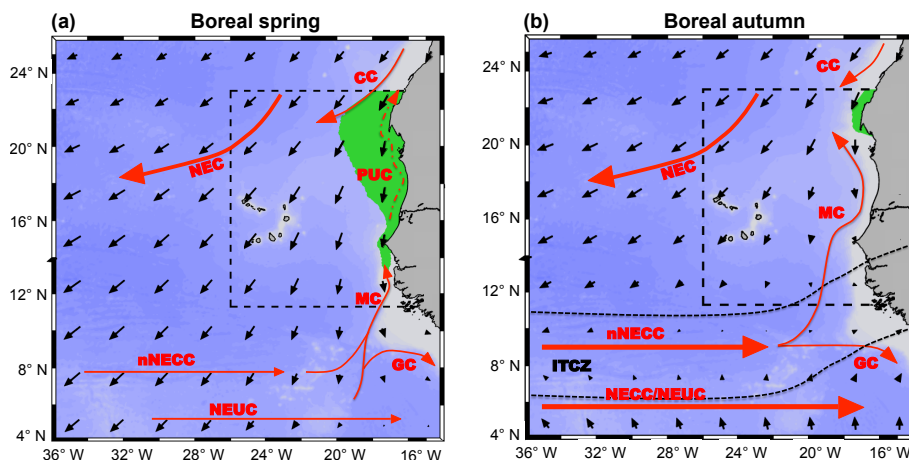 (a) Boreal spring
24° N
20° N
16° N
12° N
8° N
4° N
36° W 32° W 28° W 24° W 20° W 16° W
CC
NEC
PUC
MC
nNECC
GC
NEUC
(b) Boreal autumn
24° N
20° N
16° N
12° N
8° N
4° N
36° W 32° W 28° W 24° W 20° W 16° W
CC
NEC
MC
nNECC
GC
ITCZ
NECC/NEUC